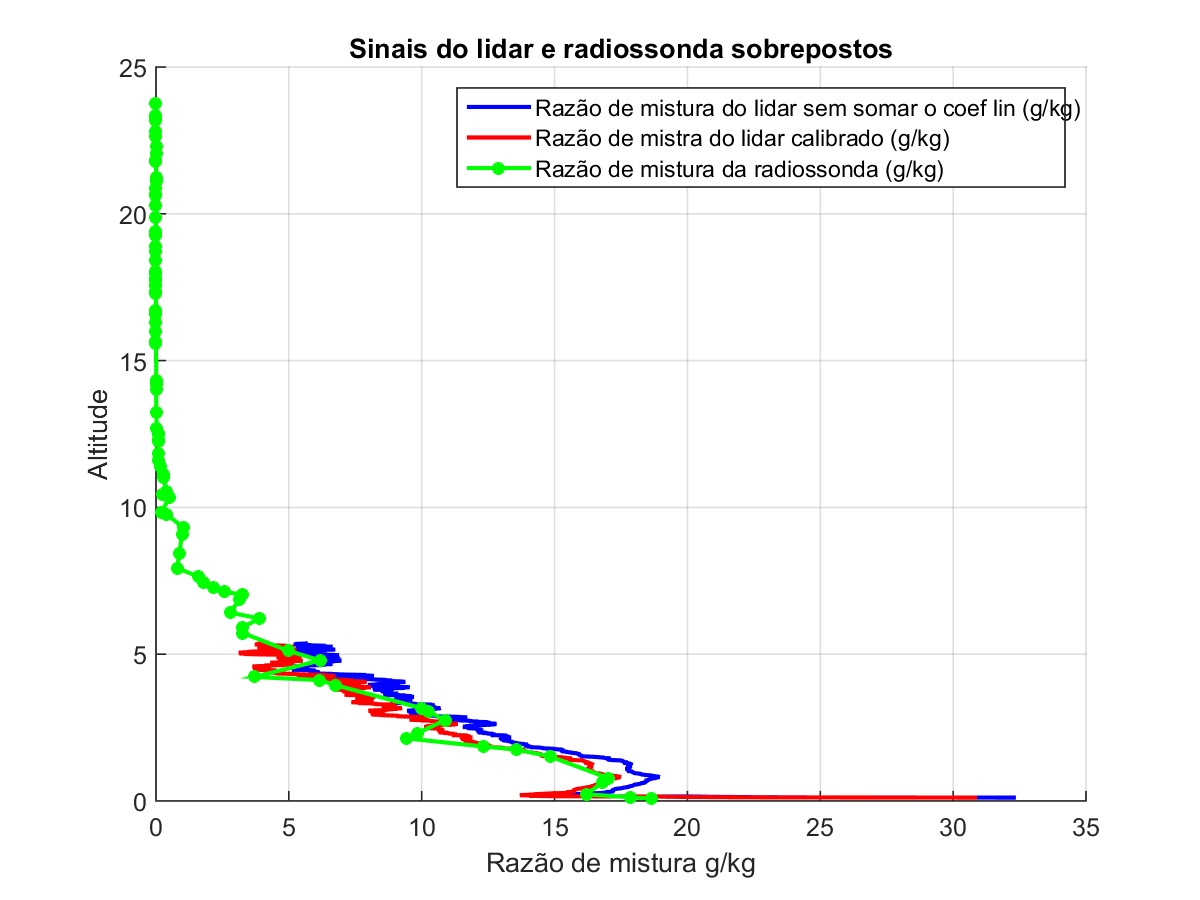 Sinais do lidar e radiossonda sobrepostos
25
Razão de mistura do lidar sem somar o coef lin (g/kg)
Razão de mistra do lidar calibrado (g/kg)
Razão de mistura da radiossonda (g/kg)
20
15
Altitude
10
5
0
0 5 10 15 20 25 30 35
Razão de mistura g/kg